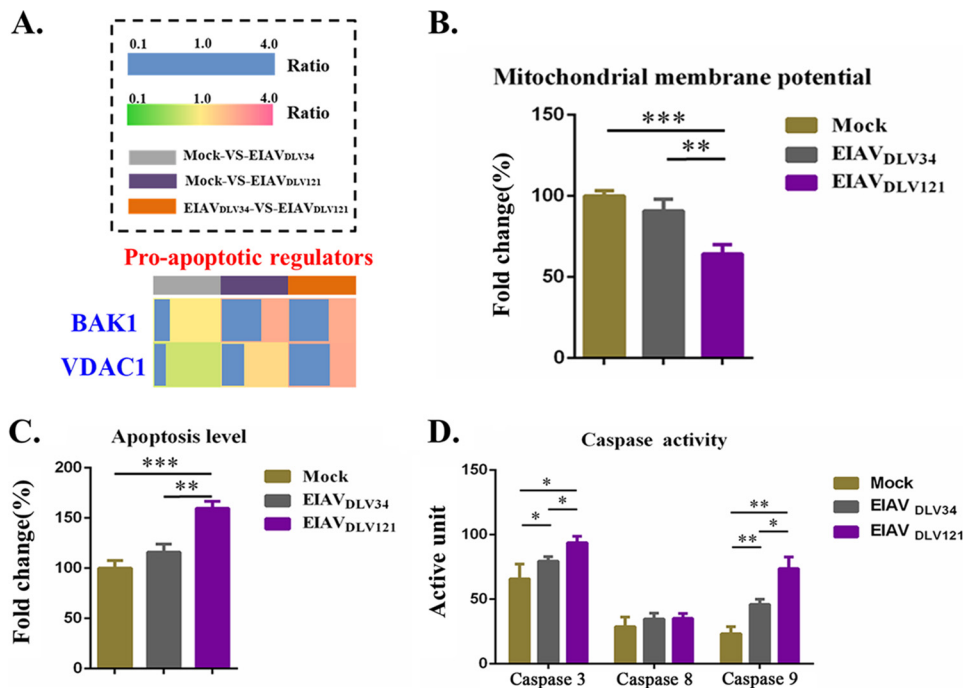 A.
0.1 1.0 4.0
Ratio
0.1 1.0 4.0
Ratio
Mock-VS-EIAVDLV34
Mock-VS-EIAVDLV121
EIAVDLV34-VS-EIAVDLV121
Pro-apoptotic regulators
BAK1
VDAC1
B.
Mitochondrial membrane potential
Fold change(%)
150
100
50
0
***
**
Mock
EIAVDLV34
EIAVDLV121
C.
Apoptosis level
Fold change(%)
200
150
100
50
0
***
**
Mock
EIAVDLV34
EIAVDLV121
D.
Caspase activity
Active unit
150
100
50
0
*
*
*
**
**
*
Caspase 3 Caspase 8 Caspase 9
Mock
EIAV DLV34
EIAV DLV121